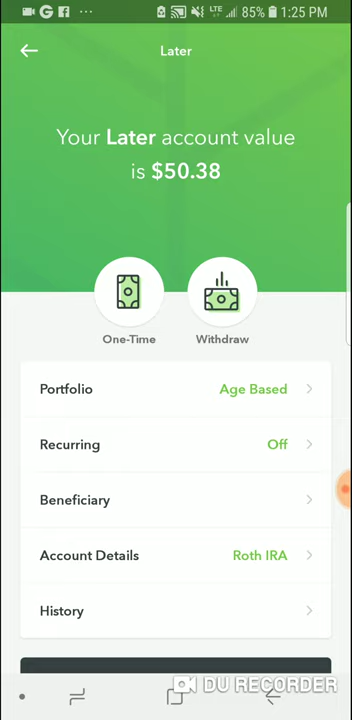 G f ... LTE 85% 1:25 PM
Later
Your Later account value
is $50.38
One-Time Withdraw
Portfolio Age Based
Recurring Off
Beneficiary
Account Details Roth IRA
History
DU RECORDER